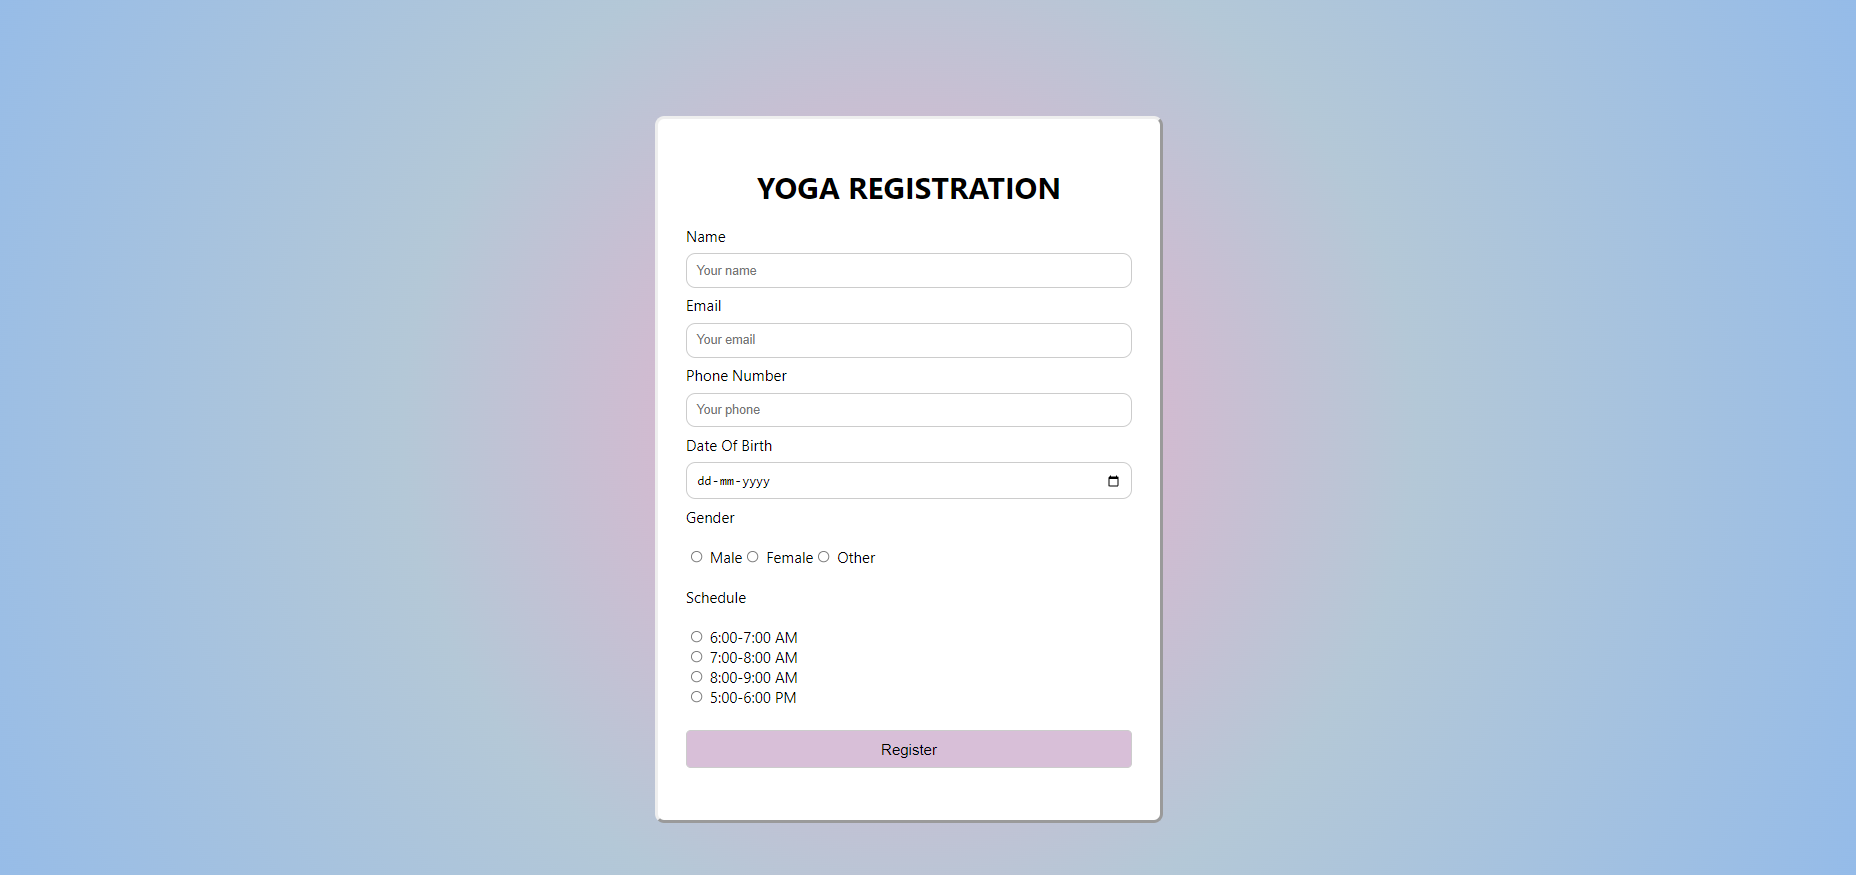 YOGA REGISTRATION
Name
Your name
Email
Your email
Phone Number
Your phone
Date Of Birth
dd-mm-yyyy
Gender
Male Female Other
Schedule
6:00-7:00 AM
7:00-8:00 AM
8:00-9:00 AM
5:00-6:00 PM
Register